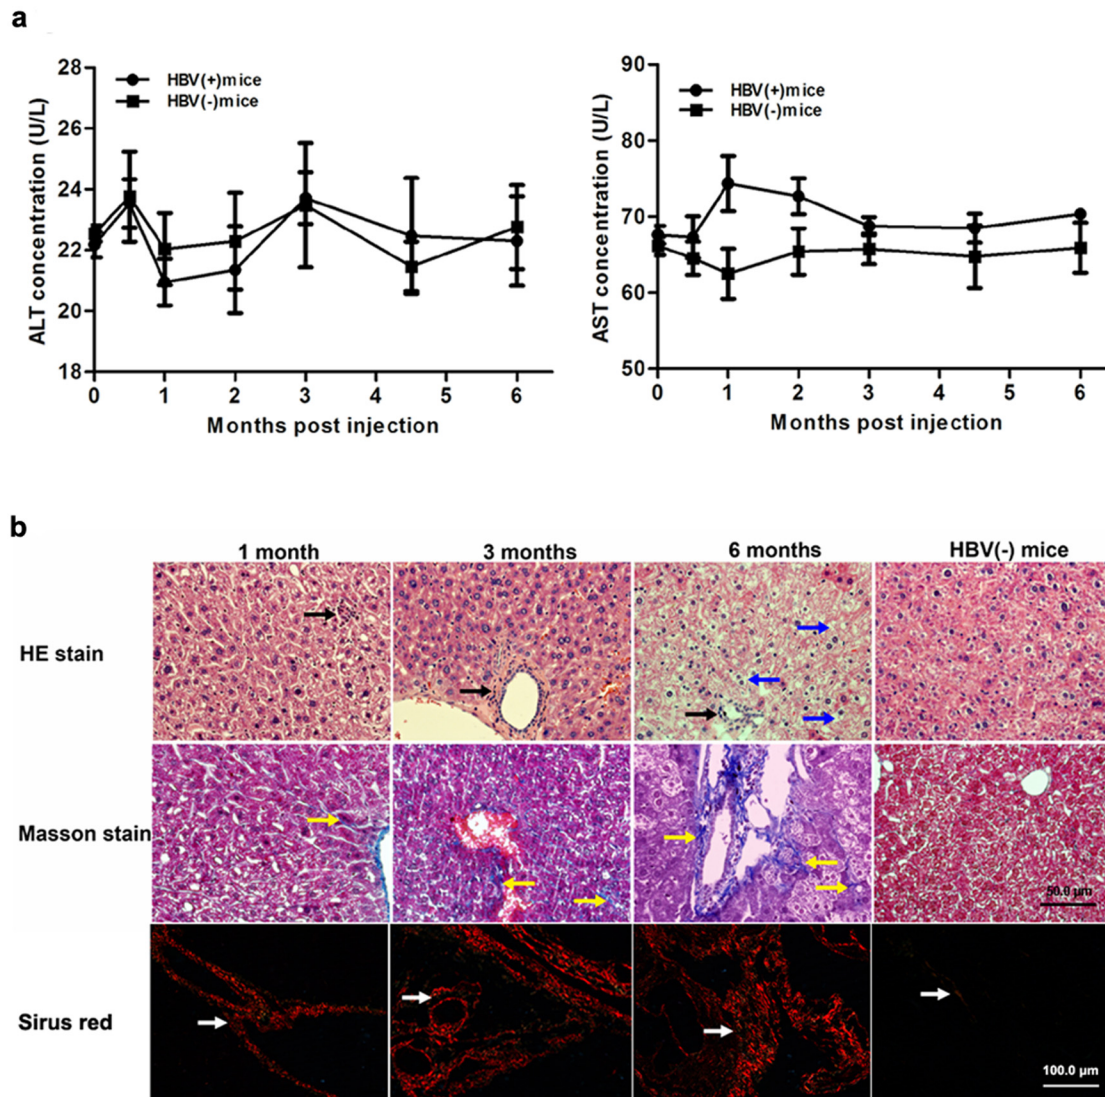 a
28
26
24
22
20
18
ALT concentration (U/L)
HBV(+)mice
HBV(-)mice
0 1 2 3 4 5 6
Months post injection
90
80
70
60
50
AST concentration (U/L)
HBV(+)mice
HBV(-)mice
0 1 2 3 4 5 6
Months post injection
b
1 month 3 months 6 months HBV(-) mice
HE stain
Masson stain
50.0 µm
Sirus red
100.0 µm